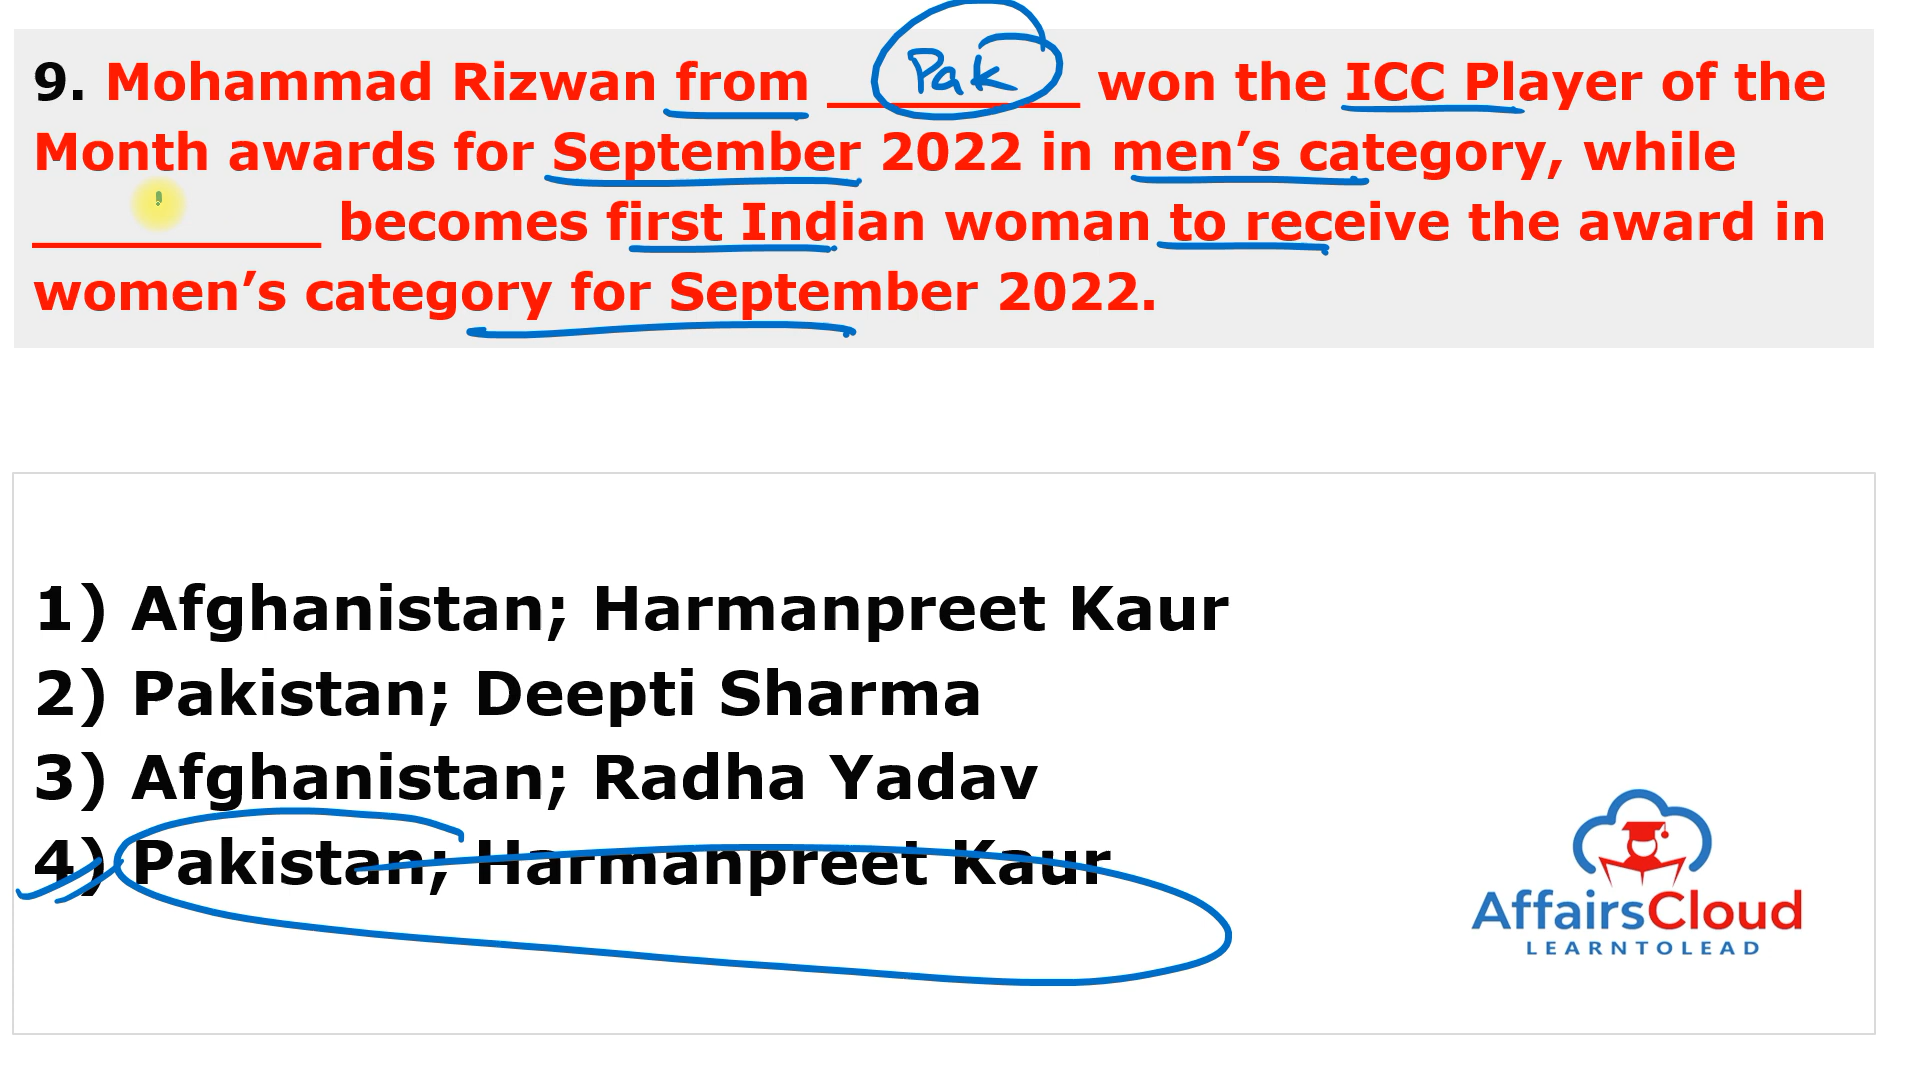 9. Mohammad Rizwan from Pak won the ICC Player of the
Month awards for September 2022 in men’s category, while
____________ becomes first Indian woman to receive the award in
women’s category for September 2022.
1) Afghanistan; Harmanpreet Kaur
2) Pakistan; Deepti Sharma
3) Afghanistan; Radha Yadav
4) Pakistan; Harmanpreet Kaur
AffairsCloud
LEARNTOLEAD